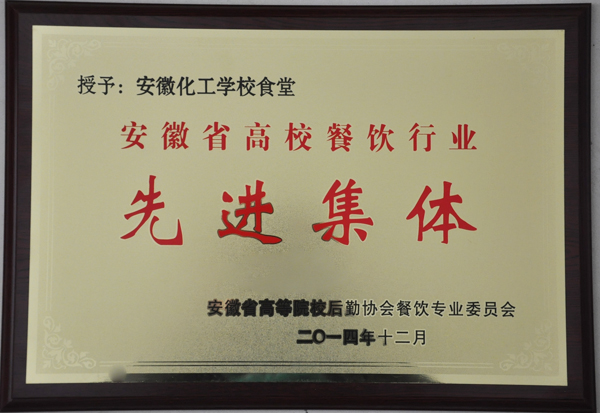 授予：安徽化工学校食堂
安徽省高校餐饮行业
先进集体
安徽省高等院校后勤协会餐饮专业委员会
二〇一四年十二月